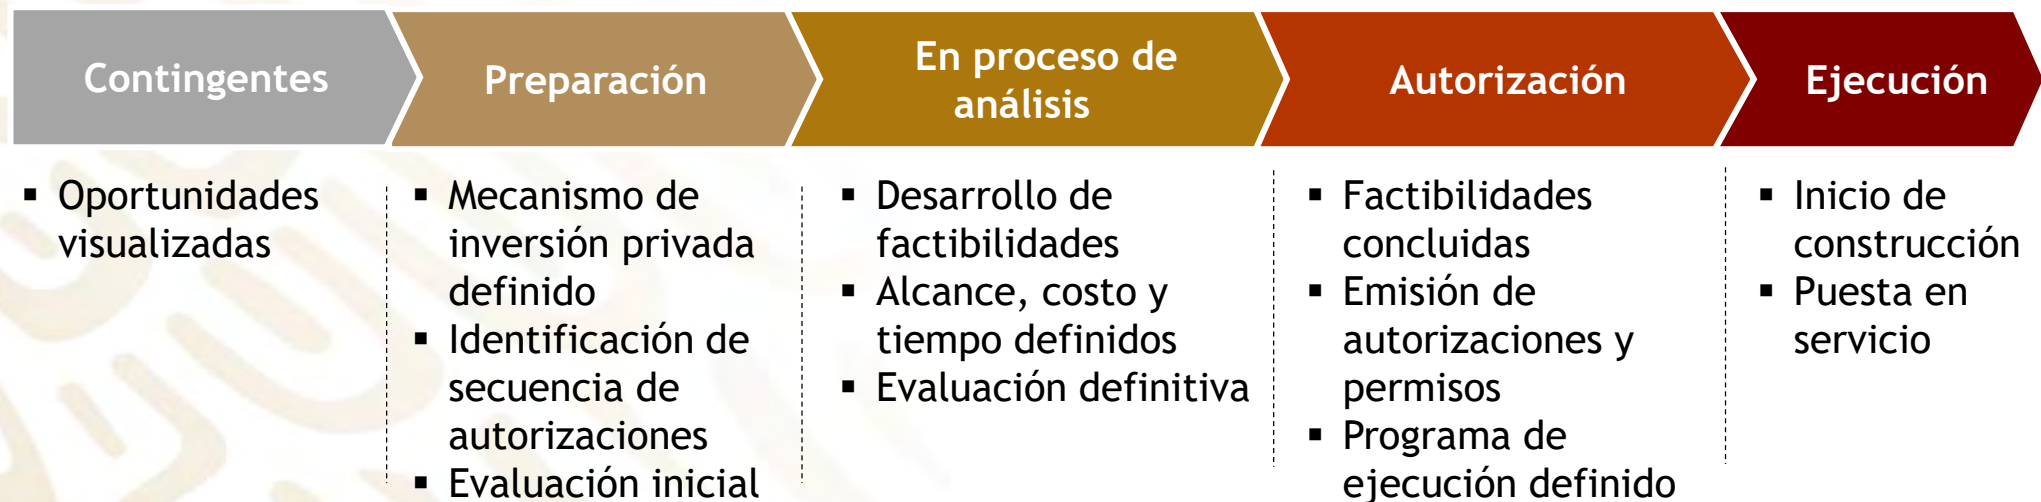 Contingentes
Preparación
En proceso de
análisis
Autorización
Ejecución
▪ Oportunidades
visualizadas
▪ Mecanismo de
inversión privada
definido
▪ Identificación de
secuencia de
autorizaciones
▪ Evaluación inicial
▪ Desarrollo de
factibilidades
▪ Alcance, costo y
tiempo definidos
▪ Evaluación definitiva
▪ Factibilidades
concluidas
▪ Emisión de
autorizaciones y
permisos
▪ Programa de
ejecución definido
▪ Inicio de
construcción
▪ Puesta en
servicio